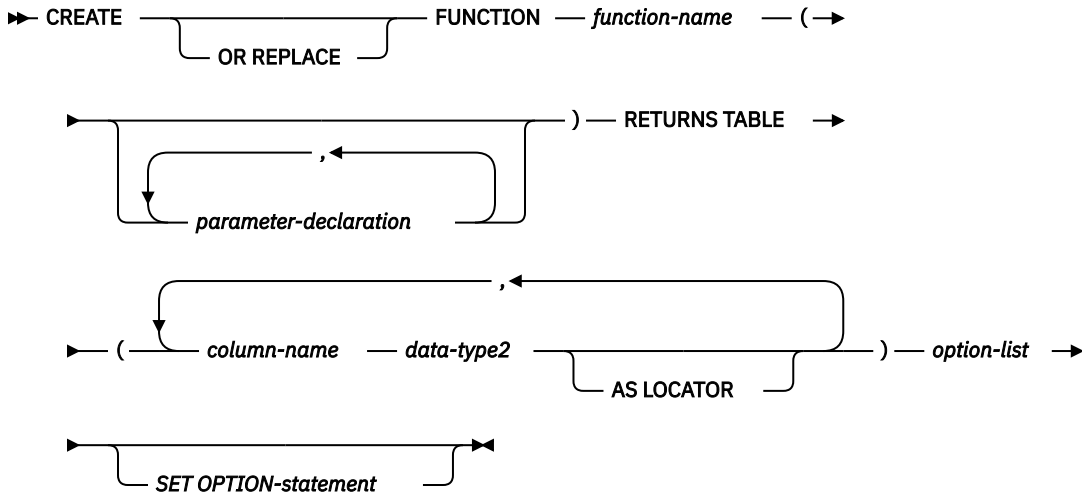 CREATE FUNCTION function-name (
OR REPLACE
) RETURNS TABLE
,
parameter-declaration
,
( column-name data-type2 ) option-list
AS LOCATOR
SET OPTION-statement